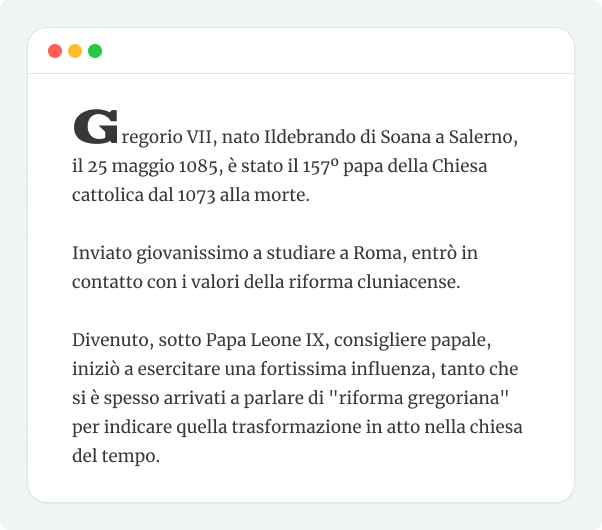 Gregorio VII, nato Ildebrando di Soana a Salerno,
il 25 maggio 1085, è stato il 157º papa della Chiesa
cattolica dal 1073 alla morte.
Inviato giovanissimo a studiare a Roma, entrò in
contatto con i valori della riforma cluniacense.
Divenuto, sotto Papa Leone IX, consigliere papale,
iniziò a esercitare una fortissima influenza, tanto che
si è spesso arrivati a parlare di "riforma gregoriana"
per indicare quella trasformazione in atto nella chiesa
del tempo.